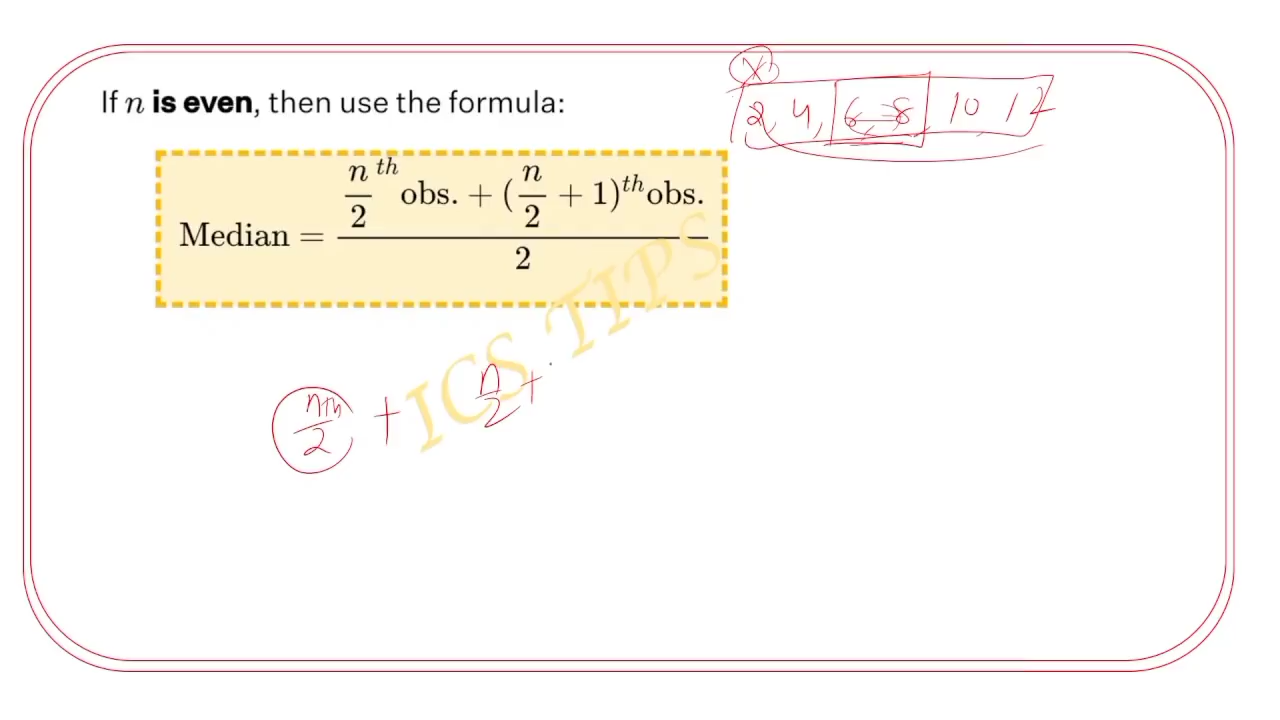 If n is even, then use the formula:
X
2, 4, 6, 8, 10, 12
Median = n/2 th obs. + (n/2 + 1)th obs. / 2
ICS TIPS
nth/2 + n/2 +